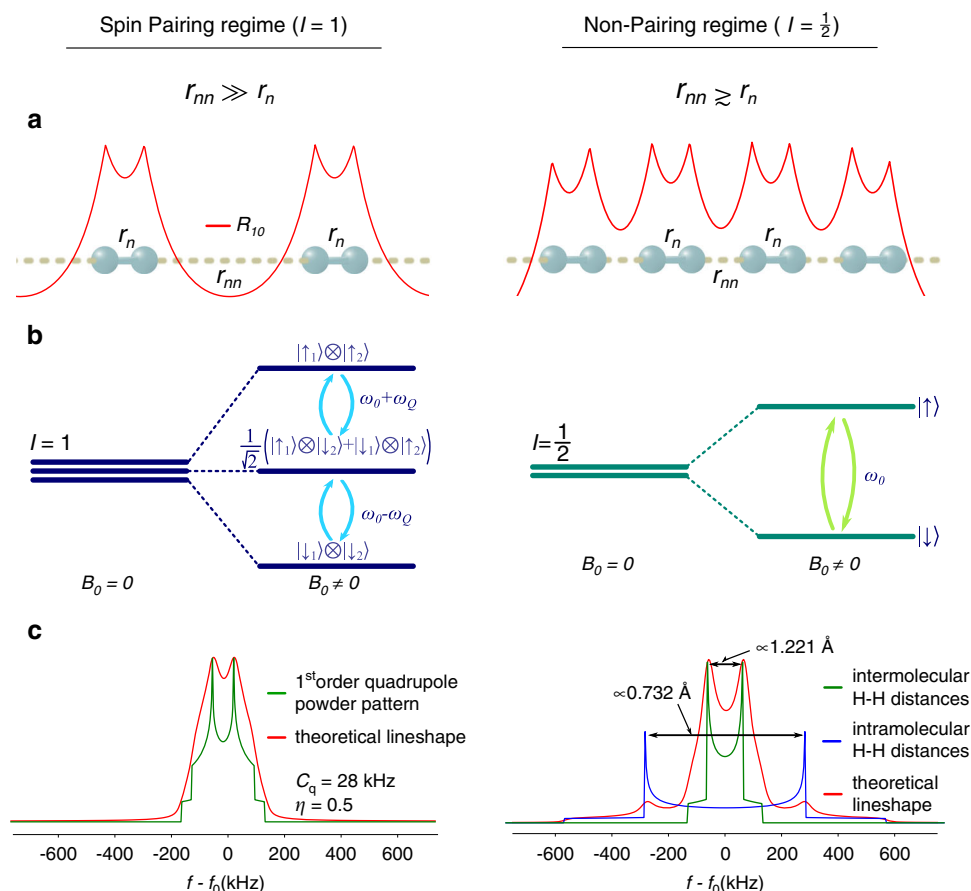 Spin Pairing regime (I = 1)
Non-Pairing regime ( I = 1/2 )
r_nn ≫ r_n
r_nn ≳ r_n
a
R_10
r_n
r_n
r_nn
r_n
r_n
r_nn
b
|↑₁⟩⊗|↑₂⟩
ω₀+ω_Q
I = 1
1/√2 (|↑₁⟩⊗|↓₂⟩+|↓₁⟩⊗|↑₂⟩)
ω₀-ω_Q
|↓₁⟩⊗|↓₂⟩
B₀ = 0
B₀ ≠ 0
|↑⟩
I= 1/2
ω₀
|↓⟩
B₀ = 0
B₀ ≠ 0
c
1st order quadrupole
powder pattern
theoretical lineshape
C_q = 28 kHz
η = 0.5
-600 -400 -200 0 200 400 600
f - f₀(kHz)
∝1.221 Å
∝0.732 Å
intermolecular
H-H distances
intramolecular
H-H distances
theoretical
lineshape
-600 -400 -200 0 200 400 600
f - f₀(kHz)